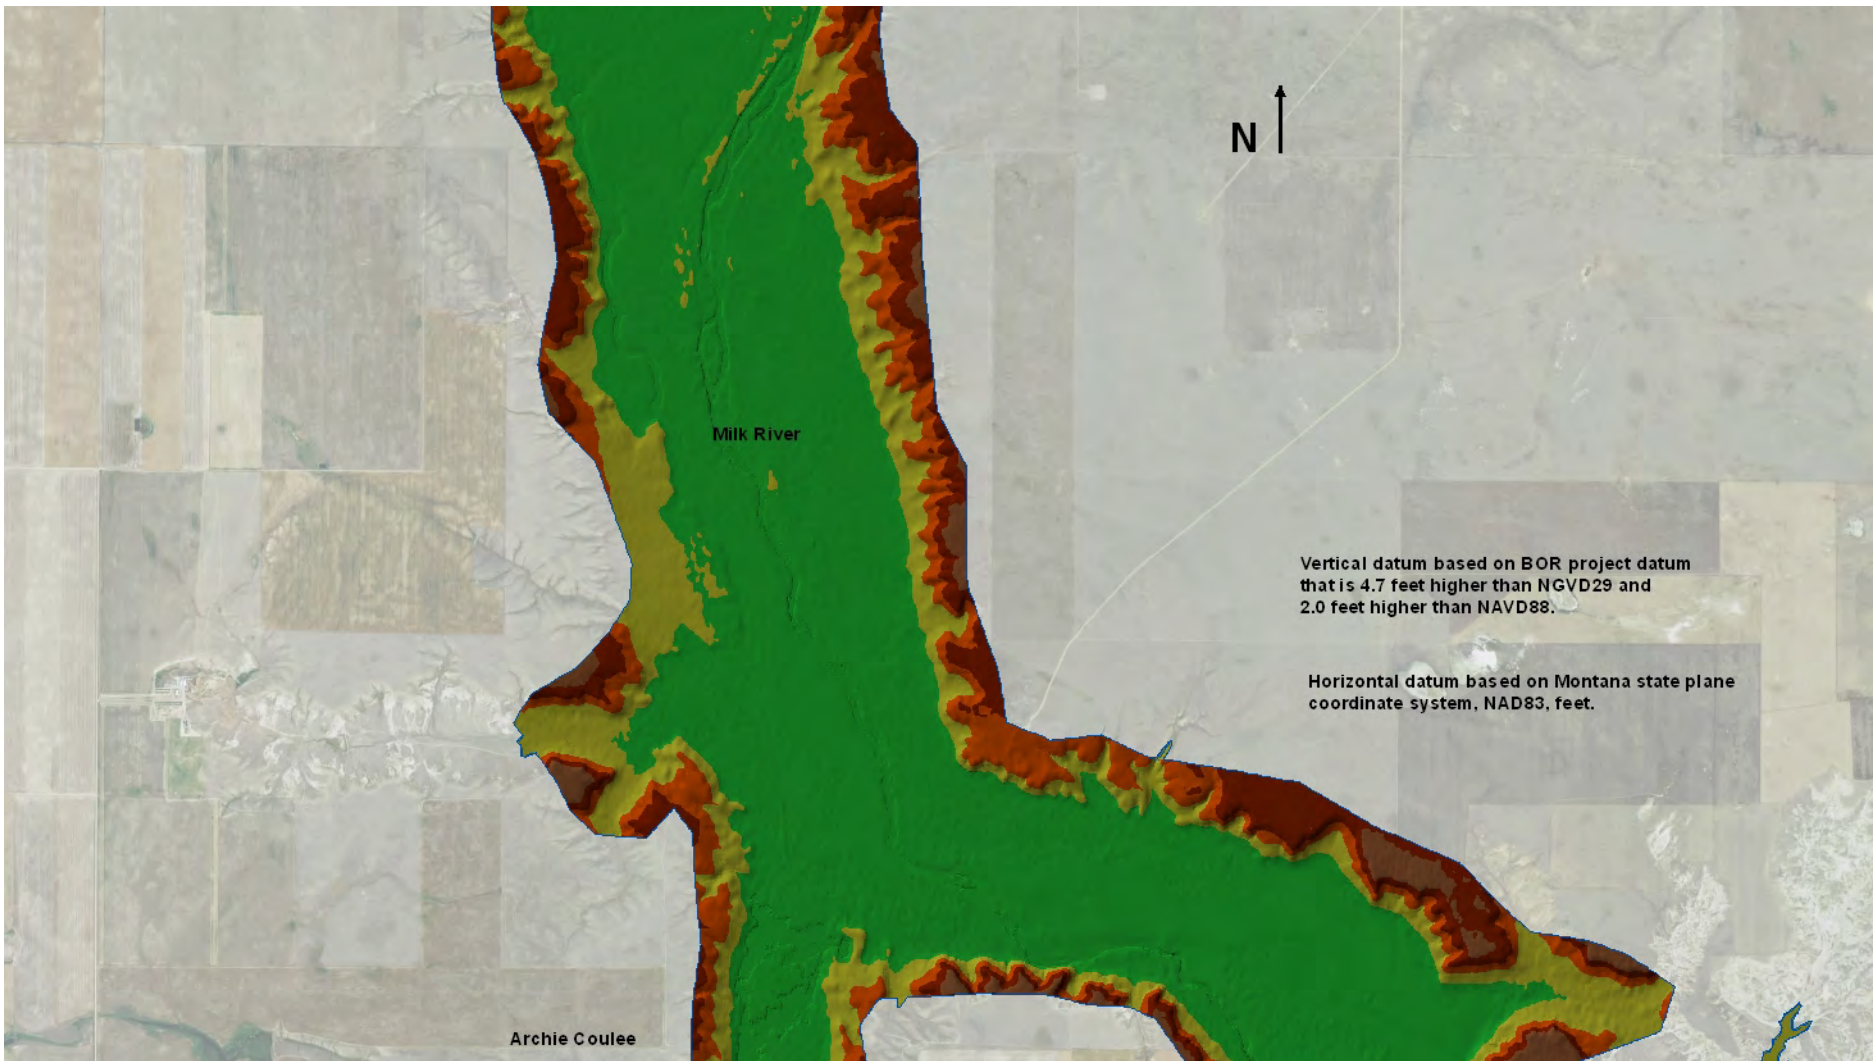 N
Milk River
Vertical datum based on BOR project datum
that is 4.7 feet higher than NGVD29 and
2.0 feet higher than NAVD88.
Horizontal datum based on Montana state plane
coordinate system, NAD83, feet.
Archie Coulee